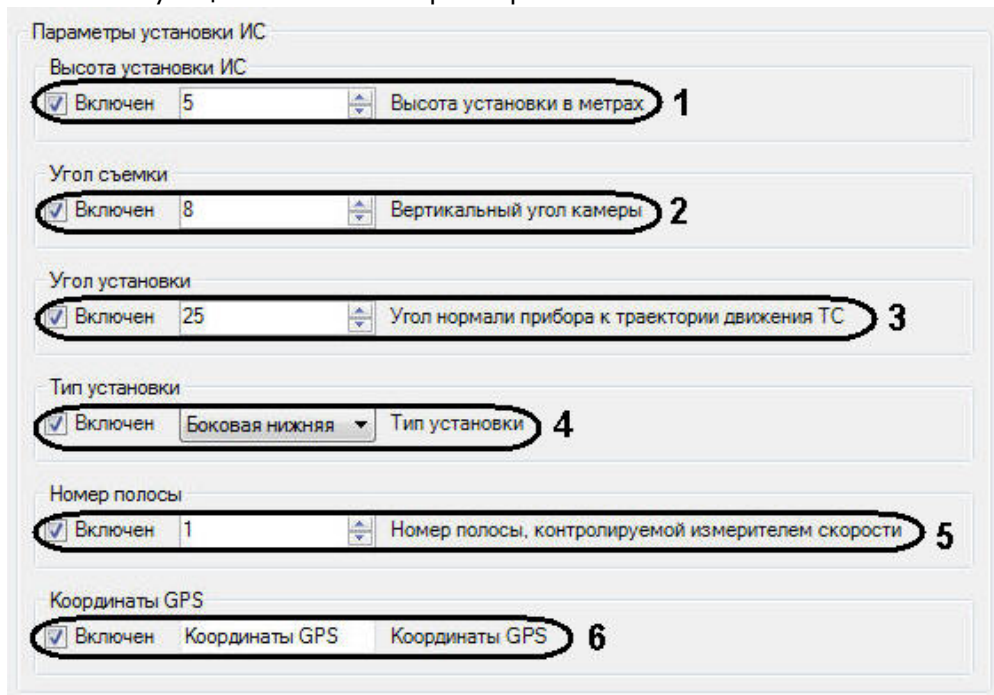 Параметры установки ИС
Высота установки ИС
Включен 5 Высота установки в метрах 1
Угол съемки
Включен 8 Вертикальный угол камеры 2
Угол установки
Включен 25 Угол нормали прибора к траектории движения ТС 3
Тип установки
Включен Боковая нижняя Тип установки 4
Номер полосы
Включен 1 Номер полосы, контролируемой измерителем скорости 5
Координаты GPS
Включен Координаты GPS Координаты GPS 6